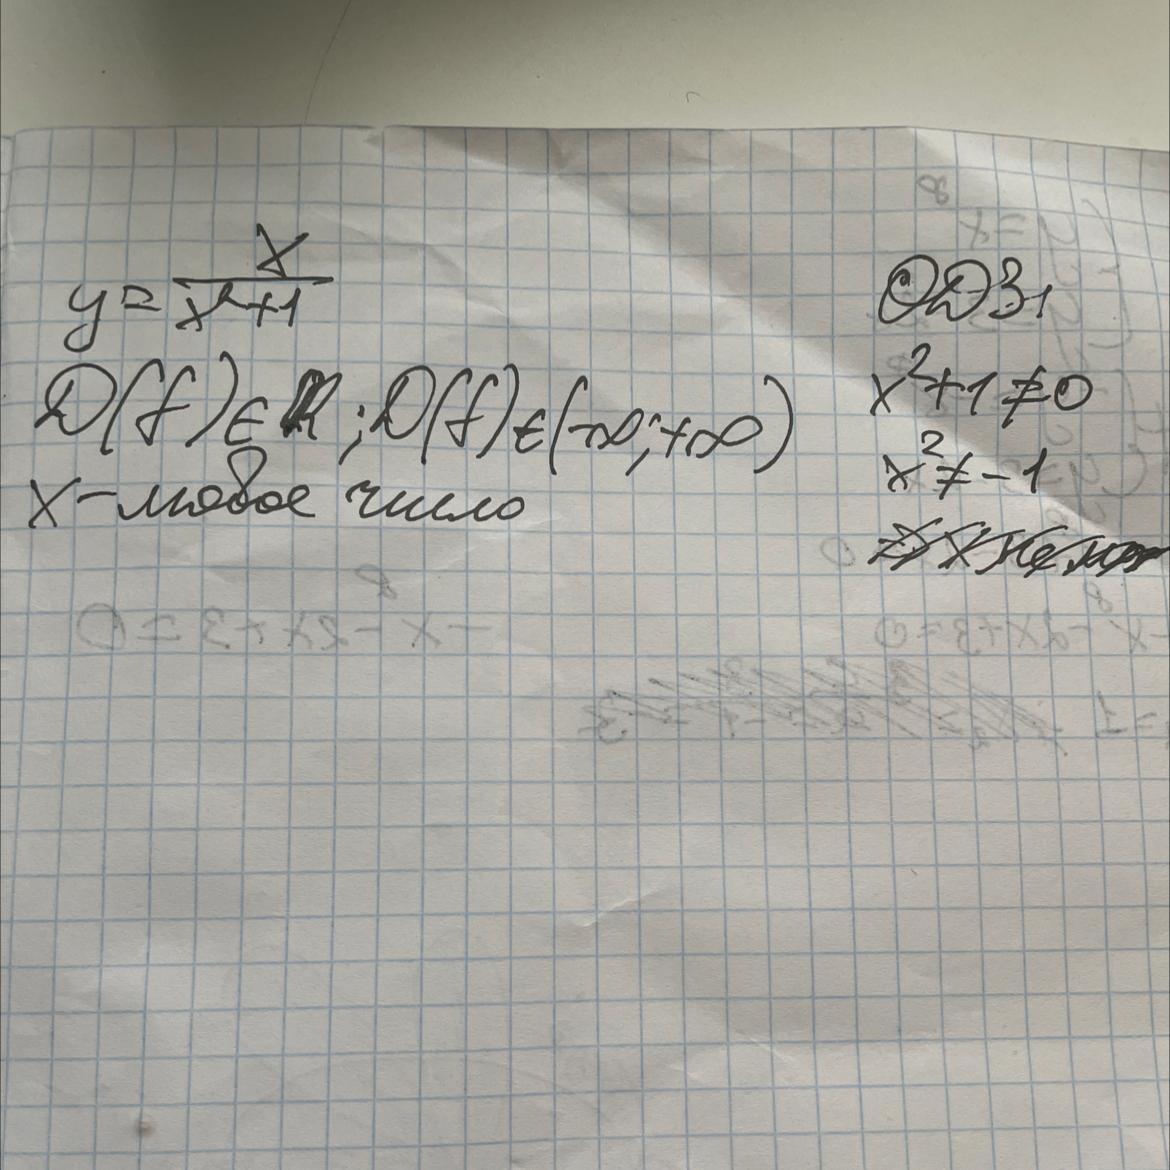 y = x/(x²+1)
D(f) ∈ R ; D(f) ∈ (-∞; +∞)
x - любое число
ОДЗ:
x² + 1 ≠ 0
x² ≠ - 1